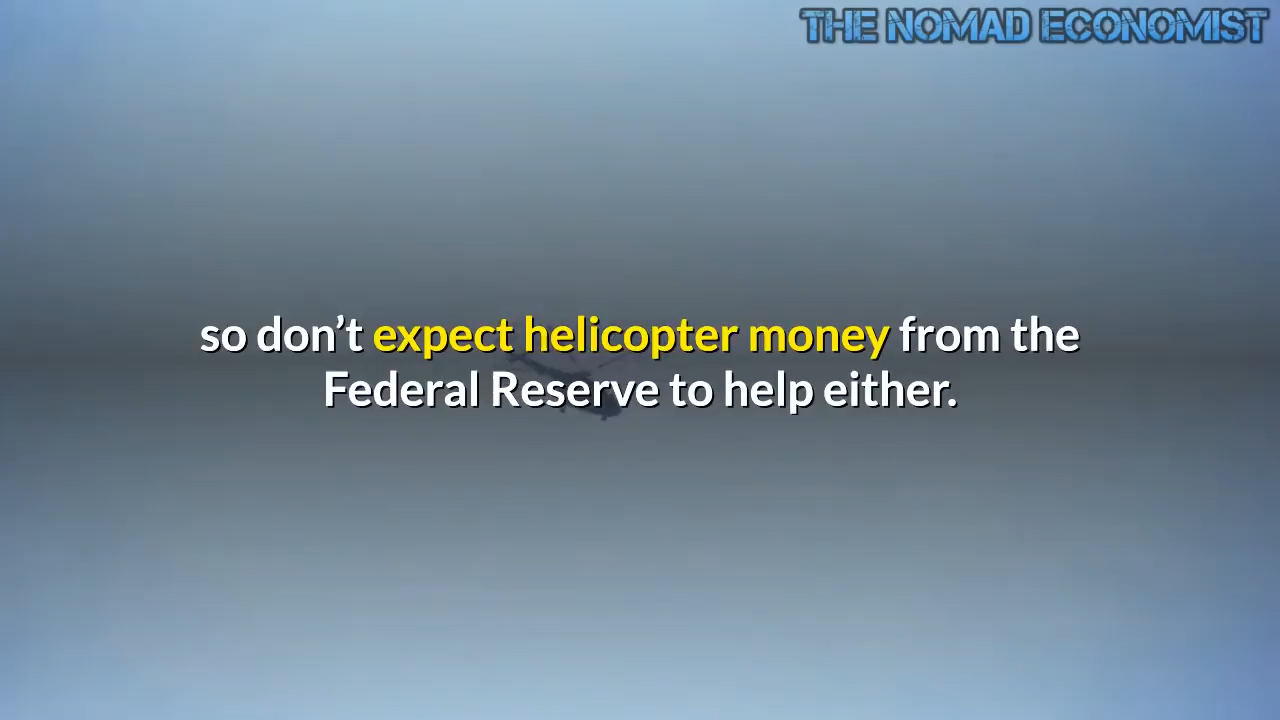 THE NOMAD ECONOMIST
so don’t expect helicopter money from the
Federal Reserve to help either.